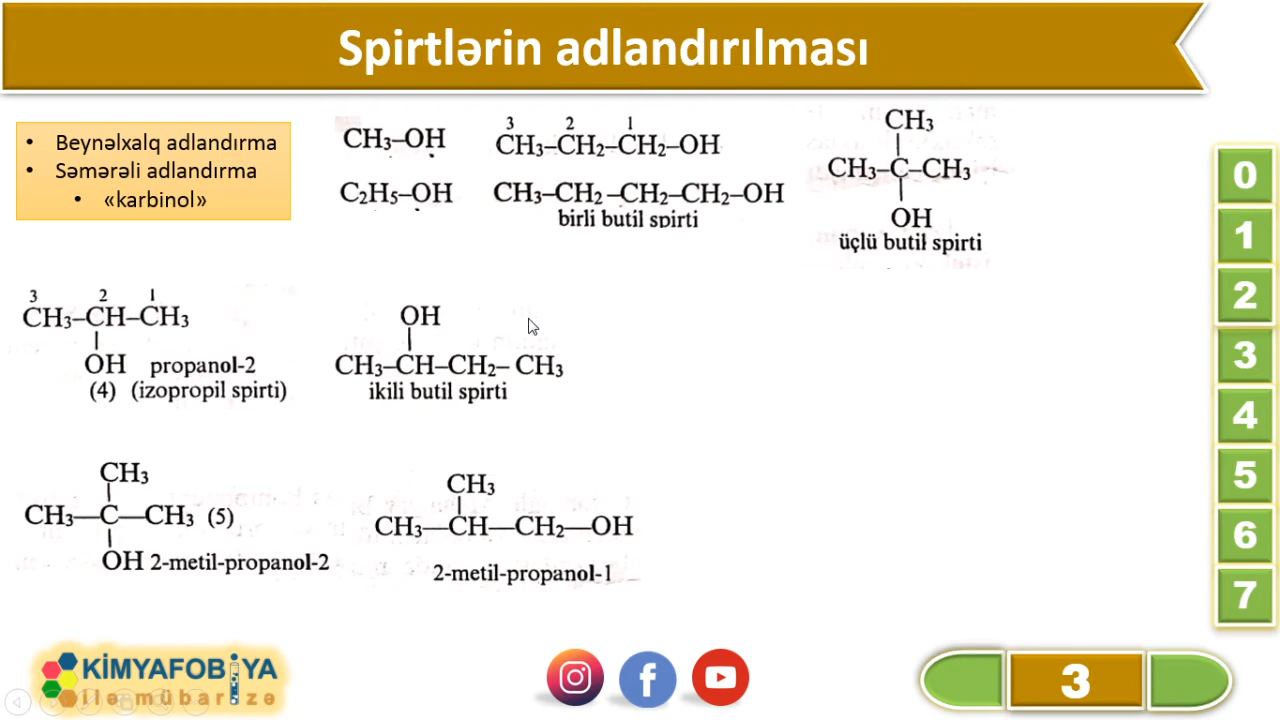 Spirtlərin adlandırılması
• Beynəlxalq adlandırma
• Səmərəli adlandırma
• «karbinol»
CH₃–OH
C₂H₅–OH
3 2 1
CH₃–CH₂–CH₂–OH
CH₃–CH₂–CH₂–CH₂–OH
birli butil spirti
CH₃
CH₃–C–CH₃
OH
üçlü butil spirti
3 2 1
CH₃–CH–CH₃
OH propanol-2
(4) (izopropil spirti)
OH
CH₃–CH–CH₂– CH₃
ikili butil spirti
CH₃
CH₃—C—CH₃ (5)
OH 2-metil-propanol-2
CH₃
CH₃—CH—CH₂—OH
2-metil-propanol-1
0
1
2
3
4
5
6
7
KİMYAFOBİYA
ilə mübarizə
3